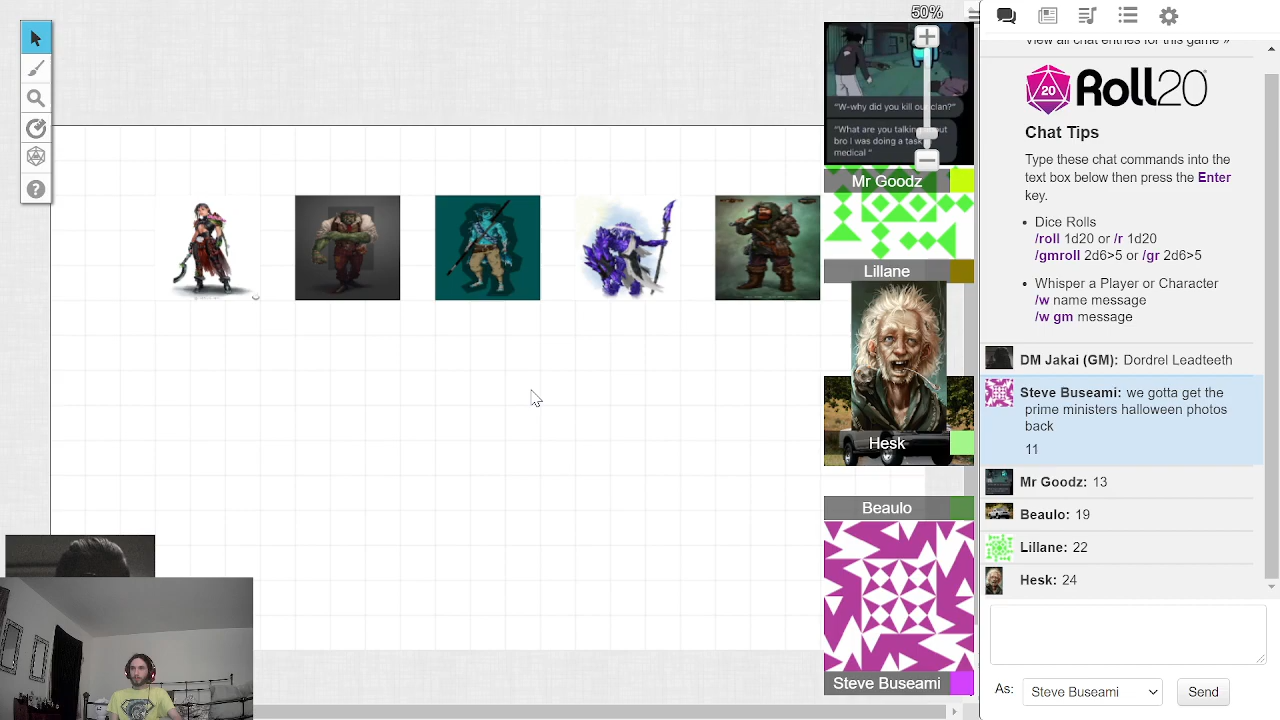 50%
"W-why did you kill our clan?"
"What are you talking about
bro I was doing a task
medical "
Mr Goodz
Lillane
Hesk
Beaulo
Steve Buseami
View all chat entries for this game »
20
Roll20
Chat Tips
Type these chat commands into the
text box below then press the Enter
key.
• Dice Rolls
/roll 1d20 or /r 1d20
/gmroll 2d6>5 or /gr 2d6>5
• Whisper a Player or Character
/w name message
/w gm message
DM Jakai (GM): Dordrel Leadteeth
Steve Buseami: we gotta get the
prime ministers halloween photos
back
11
Mr Goodz: 13
Beaulo: 19
Lillane: 22
Hesk: 24
As:
Steve Buseami
Send